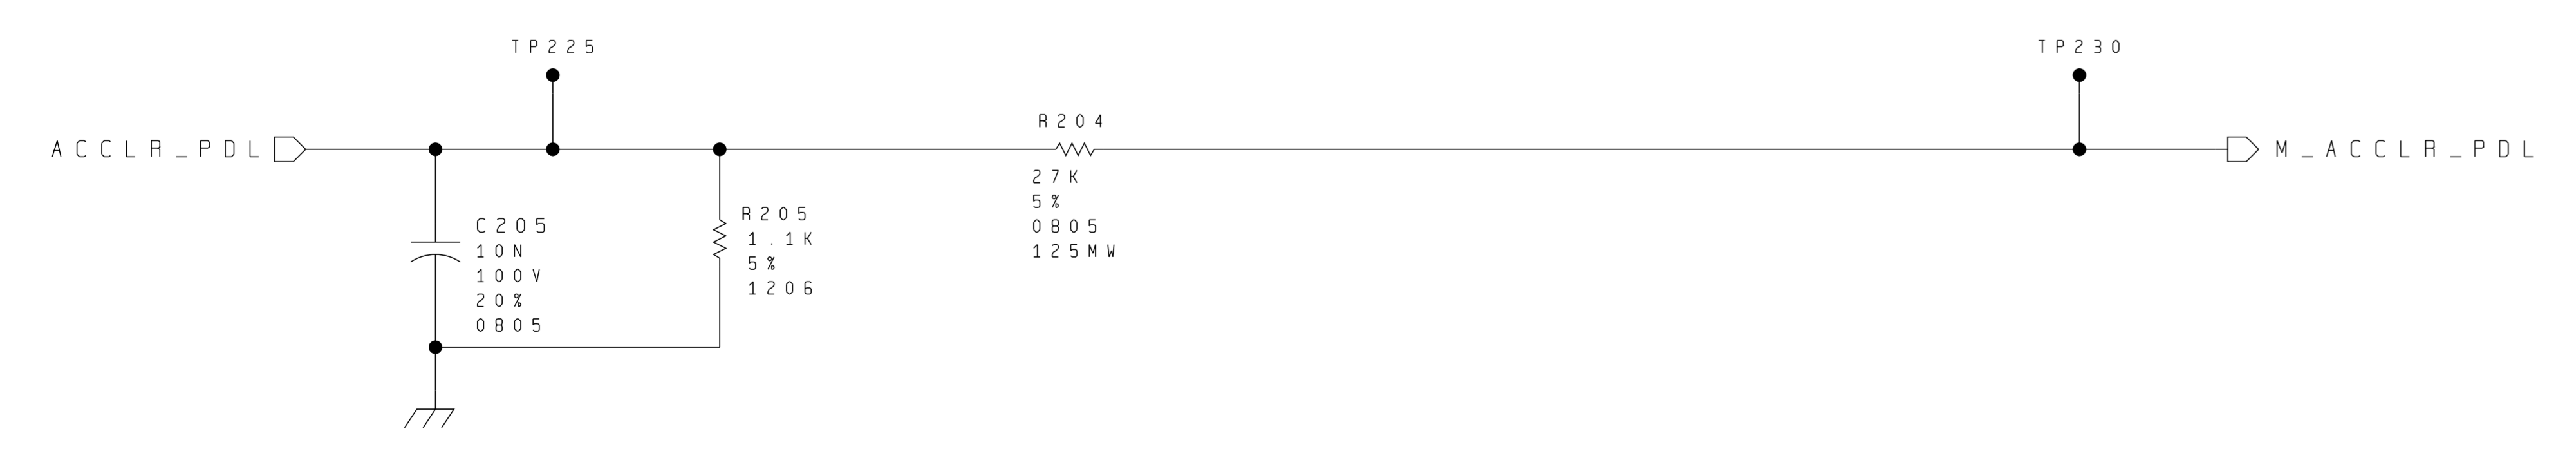 TP225
TP230
R204
ACCLR_PDL
M_ACCLR_PDL
27K
5%
0805
125MW
R205
1.1K
5%
1206
C205
10N
100V
20%
0805